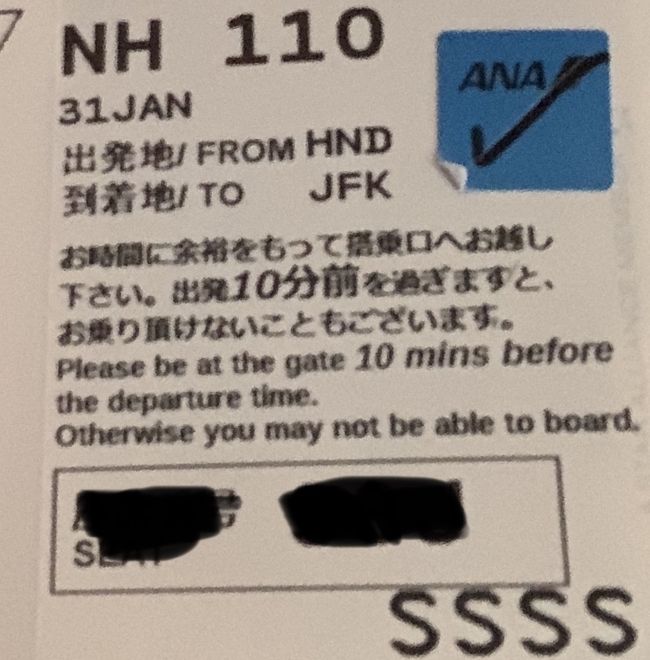 NH 110
ANA
31JAN
出発地/ FROM HND
到着地/ TO JFK
お時間に余裕をもって搭乗口へお越し
下さい。出発10分前を過ぎますと、
お乗り頂けないこともございます。
Please be at the gate 10 mins before
the departure time.
Otherwise you may not be able to board.
SEAT
SSSS